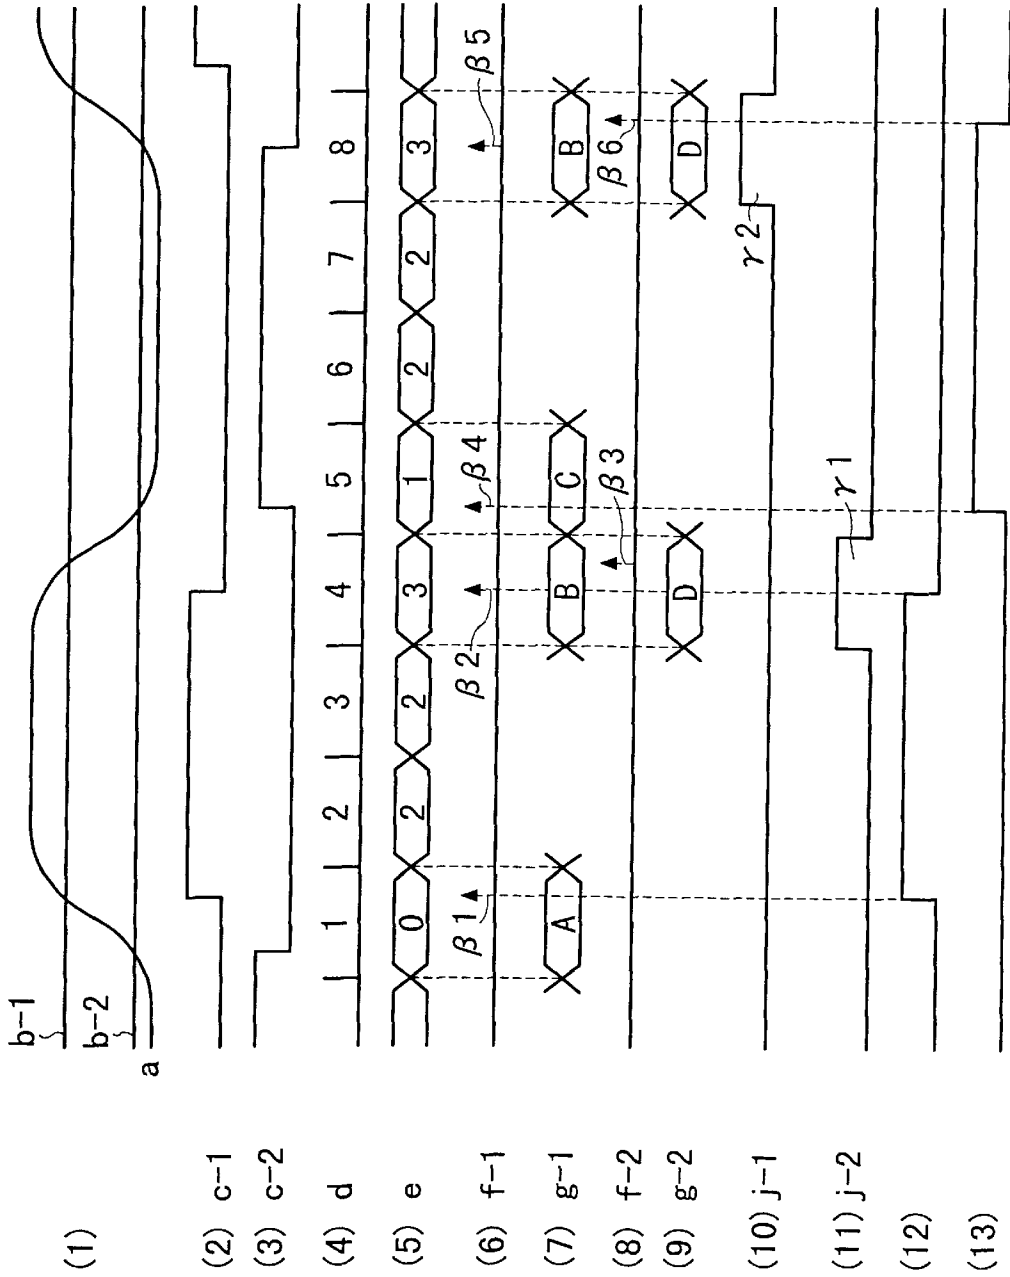 (1) b-1
b-2
a
(2) c-1
(3) c-2
(4) d 1 2 3 4 5 6 7 8
(5) e 0 2 2 3 1 2 2 3
(6) f-1 β1 β2 β4 β5
(7) g-1 A B C B
(8) f-2 β3 β6
(9) g-2 D D
(10) j-1 γ2
(11) j-2 γ1
(12)
(13)